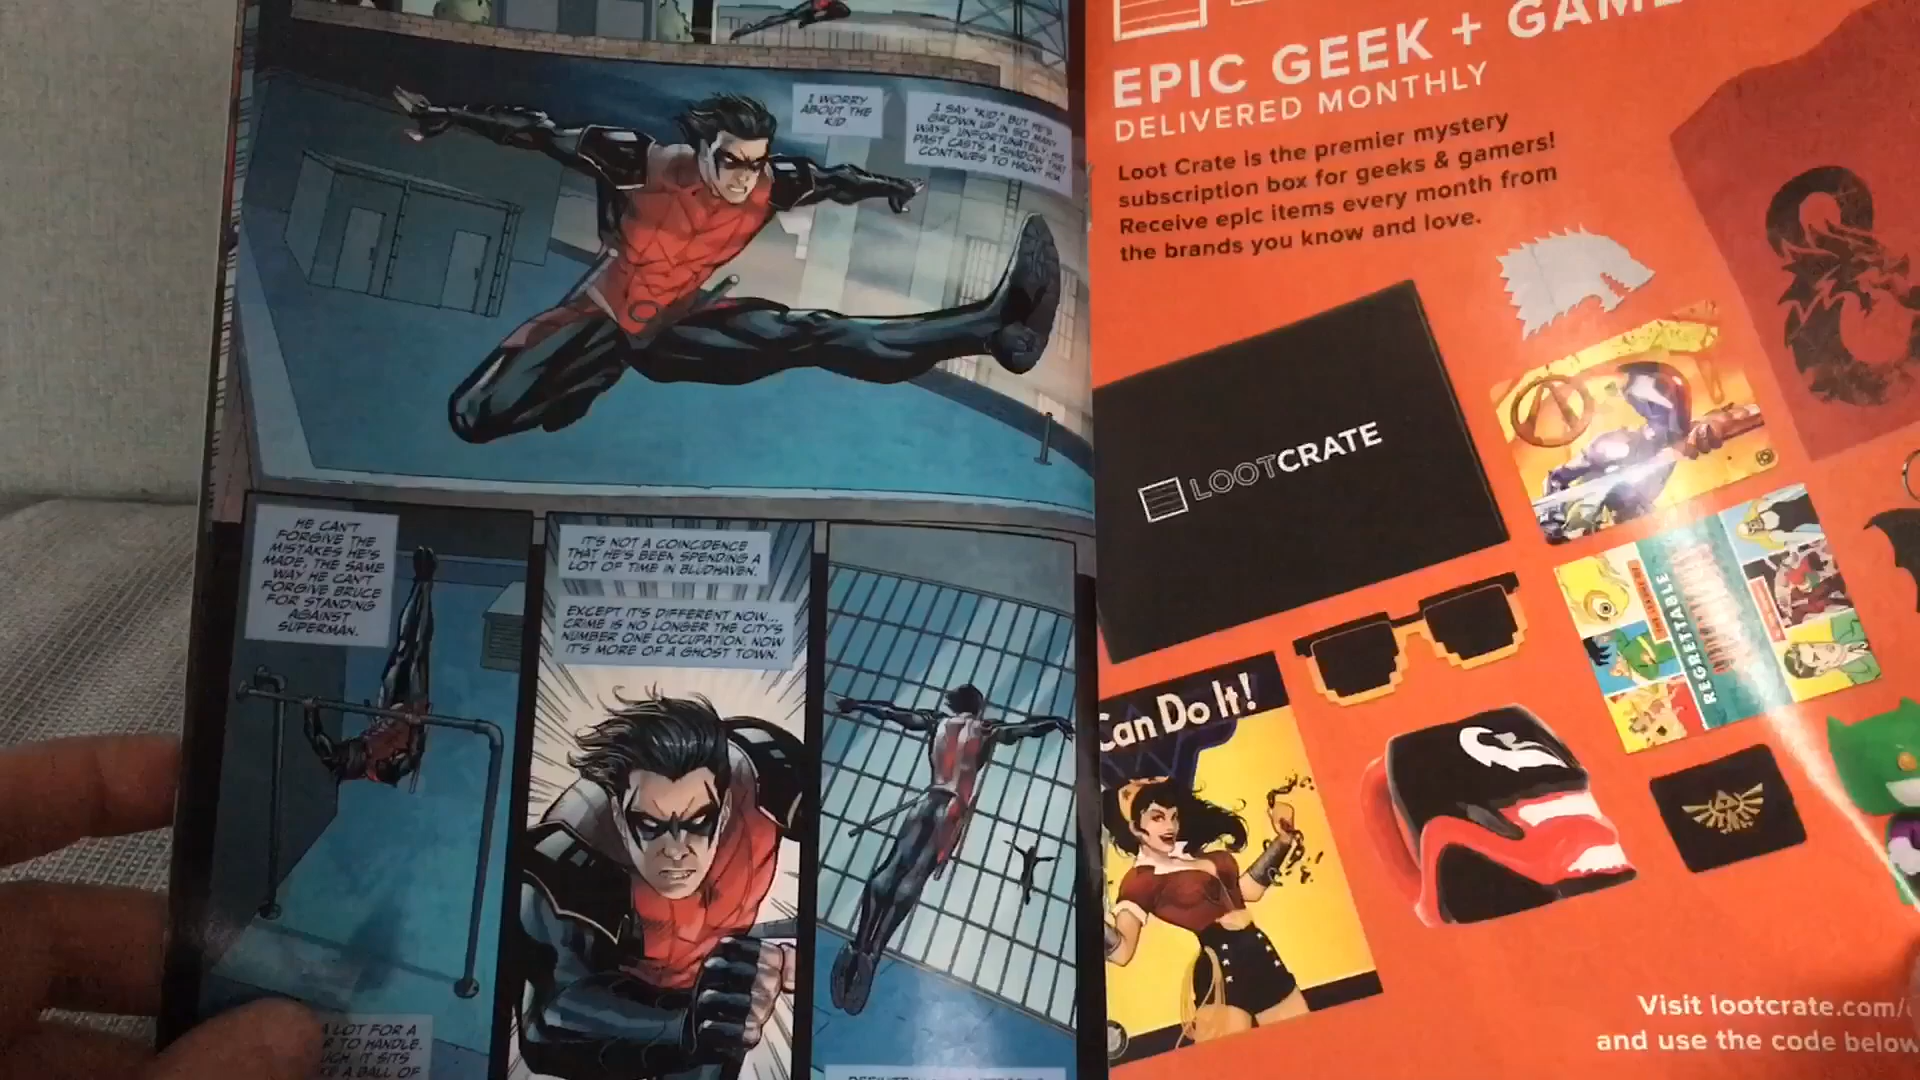 I WORRY
ABOUT THE
KID.
I SAY "KID," BUT HE'S
GROWN UP IN SO MANY
WAYS. UNFORTUNATELY, HIS
PAST CASTS A SHADOW THAT
CONTINUES TO HAUNT HIM.
HE CAN'T
FORGIVE THE
MISTAKES HE'S
MADE, THE SAME
WAY HE CAN'T
FORGIVE BRUCE
FOR STANDING
AGAINST
SUPERMAN.
IT'S NOT A COINCIDENCE
THAT HE'S BEEN SPENDING A
LOT OF TIME IN BLUDHAVEN.
EXCEPT IT'S DIFFERENT NOW...
CRIME IS NO LONGER THE CITY'S
NUMBER ONE OCCUPATION. NOW
IT'S MORE OF A GHOST TOWN.
A LOT FOR A
TO HANDLE.
IT SITS
A BALL OF
EPIC GEEK + GAME
DELIVERED MONTHLY
Loot Crate is the premier mystery
subscription box for geeks & gamers!
Receive epic items every month from
the brands you know and love.
LOOTCRATE
REGRETTABLE
Can Do It!
Visit lootcrate.com/
and use the code below